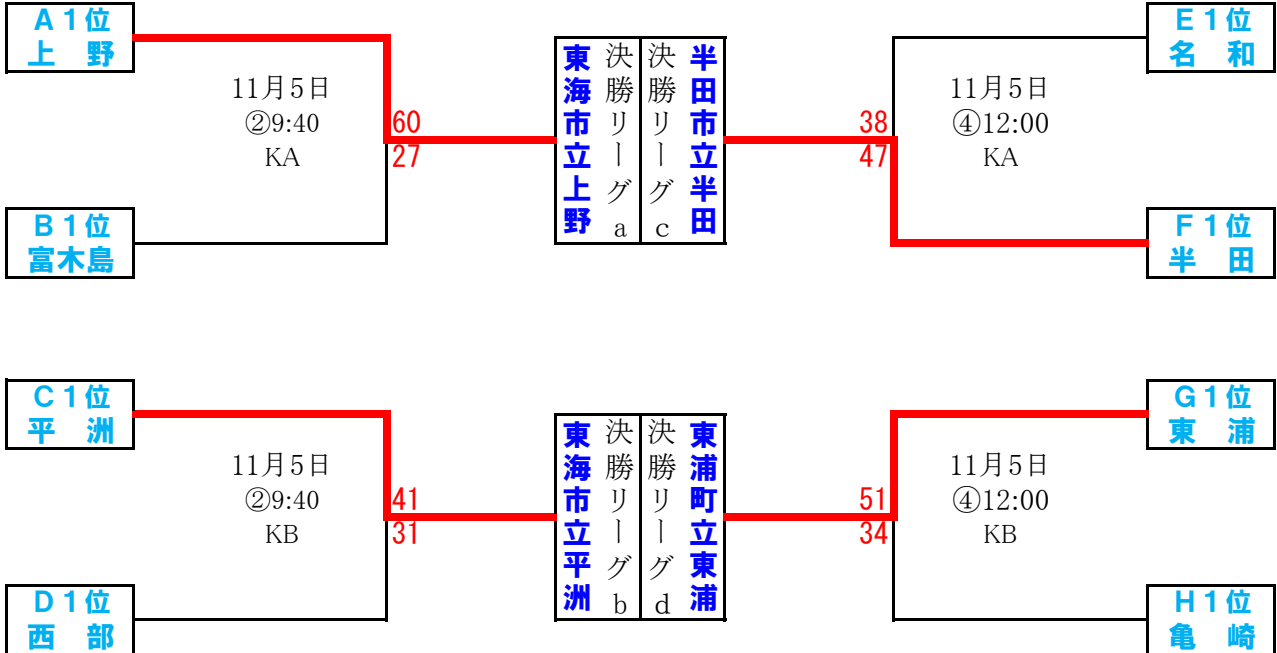 A1位
上　野
11月5日
②9:40
KA
60
27
B1位
富木島
東海市立上野
決勝リーグa
決勝リーグc
半田市立半田
E1位
名　和
11月5日
④12:00
KA
38
47
F1位
半　田
C1位
平　洲
11月5日
②9:40
KB
41
31
D1位
西　部
東海市立平洲
決勝リーグb
決勝リーグd
東浦町立東浦
G1位
東　浦
11月5日
④12:00
KB
51
34
H1位
亀　崎